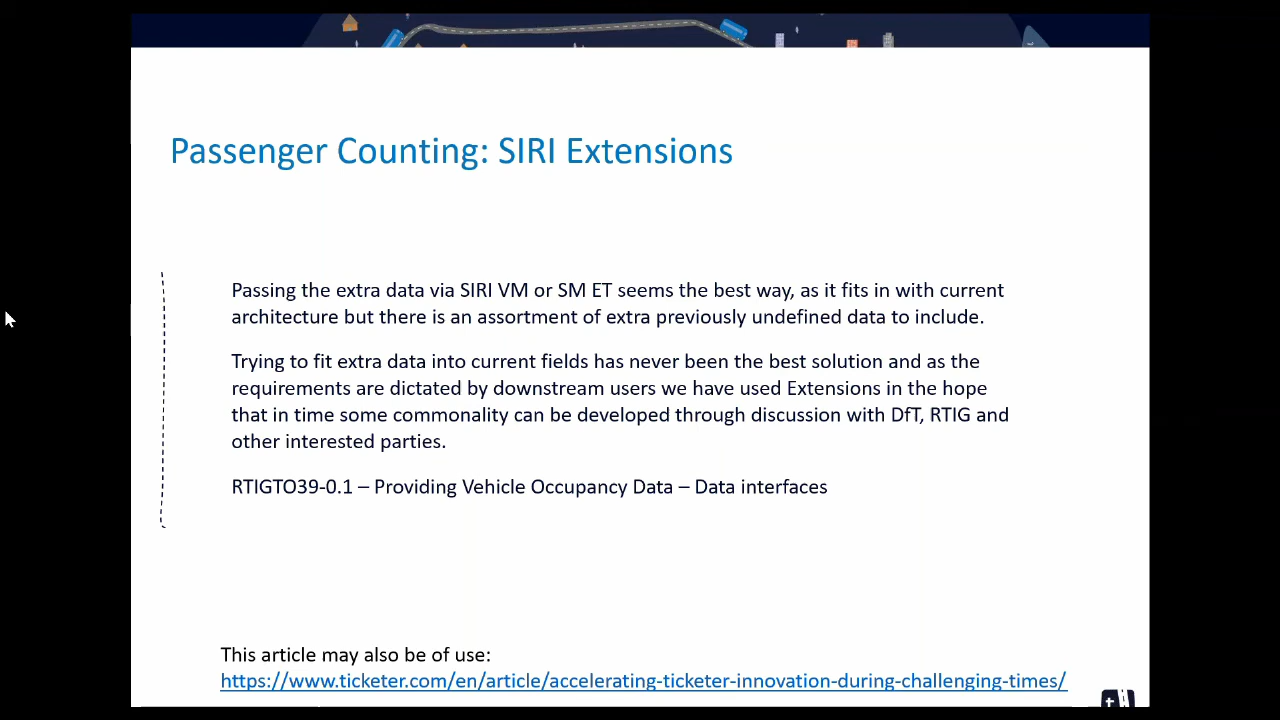 Passenger Counting: SIRI Extensions
Passing the extra data via SIRI VM or SM ET seems the best way, as it fits in with current
architecture but there is an assortment of extra previously undefined data to include.
Trying to fit extra data into current fields has never been the best solution and as the
requirements are dictated by downstream users we have used Extensions in the hope
that in time some commonality can be developed through discussion with DfT, RTIG and
other interested parties.
RTIGTO39-0.1 – Providing Vehicle Occupancy Data – Data interfaces
This article may also be of use:
https://www.ticketer.com/en/article/accelerating-ticketer-innovation-during-challenging-times/